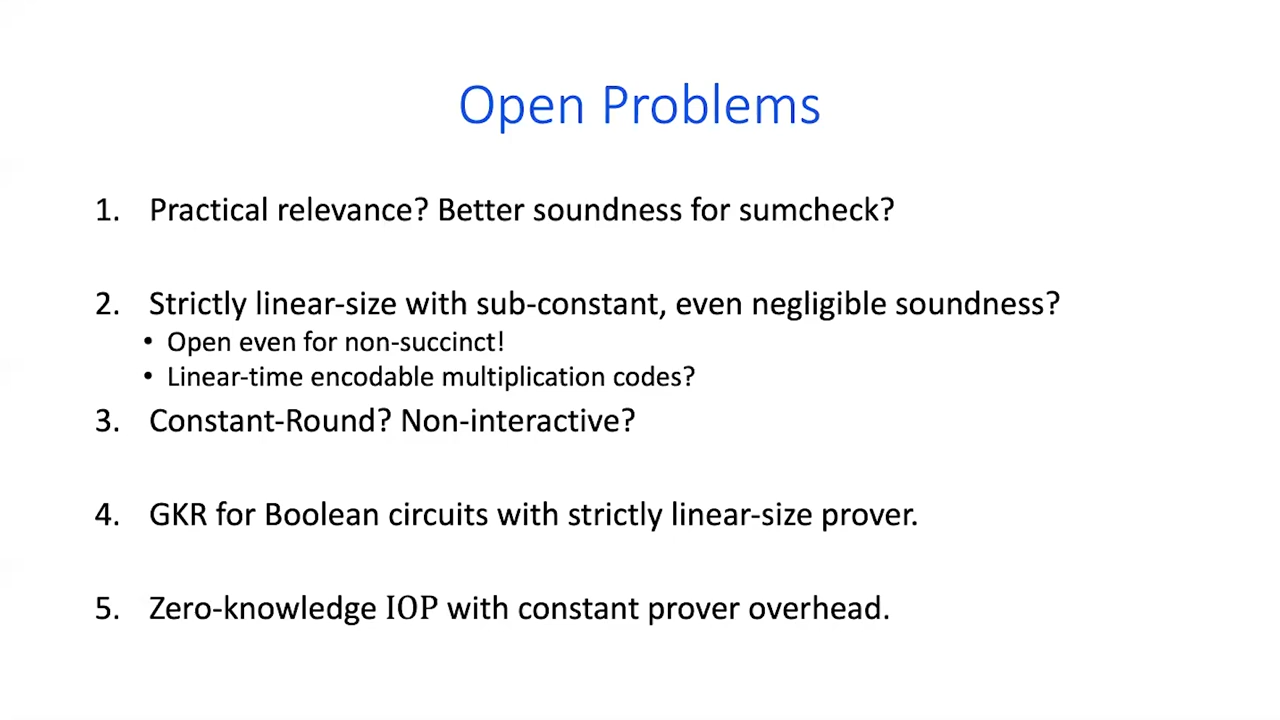 Open Problems
1. Practical relevance? Better soundness for sumcheck?
2. Strictly linear-size with sub-constant, even negligible soundness?
• Open even for non-succinct!
• Linear-time encodable multiplication codes?
3. Constant-Round? Non-interactive?
4. GKR for Boolean circuits with strictly linear-size prover.
5. Zero-knowledge IOP with constant prover overhead.